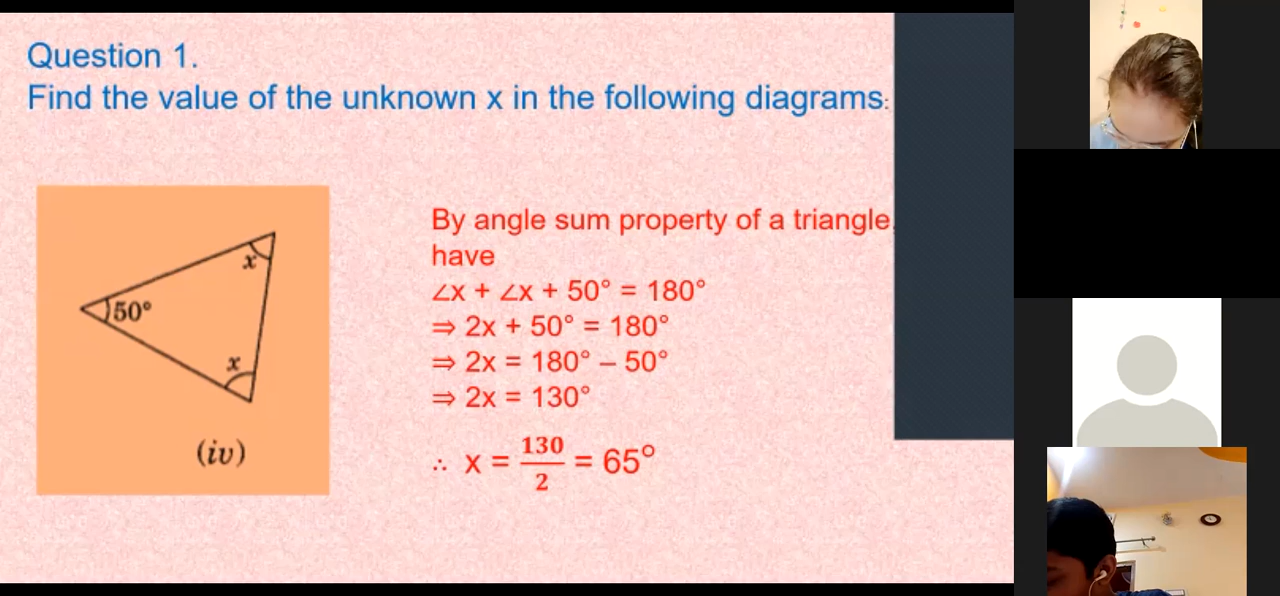 Question 1.
Find the value of the unknown x in the following diagrams:
x
50°
x
(iv)
By angle sum property of a triangle
have
∠x + ∠x + 50° = 180°
⇒ 2x + 50° = 180°
⇒ 2x = 180° – 50°
⇒ 2x = 130°
∴ x = 130/2 = 65°